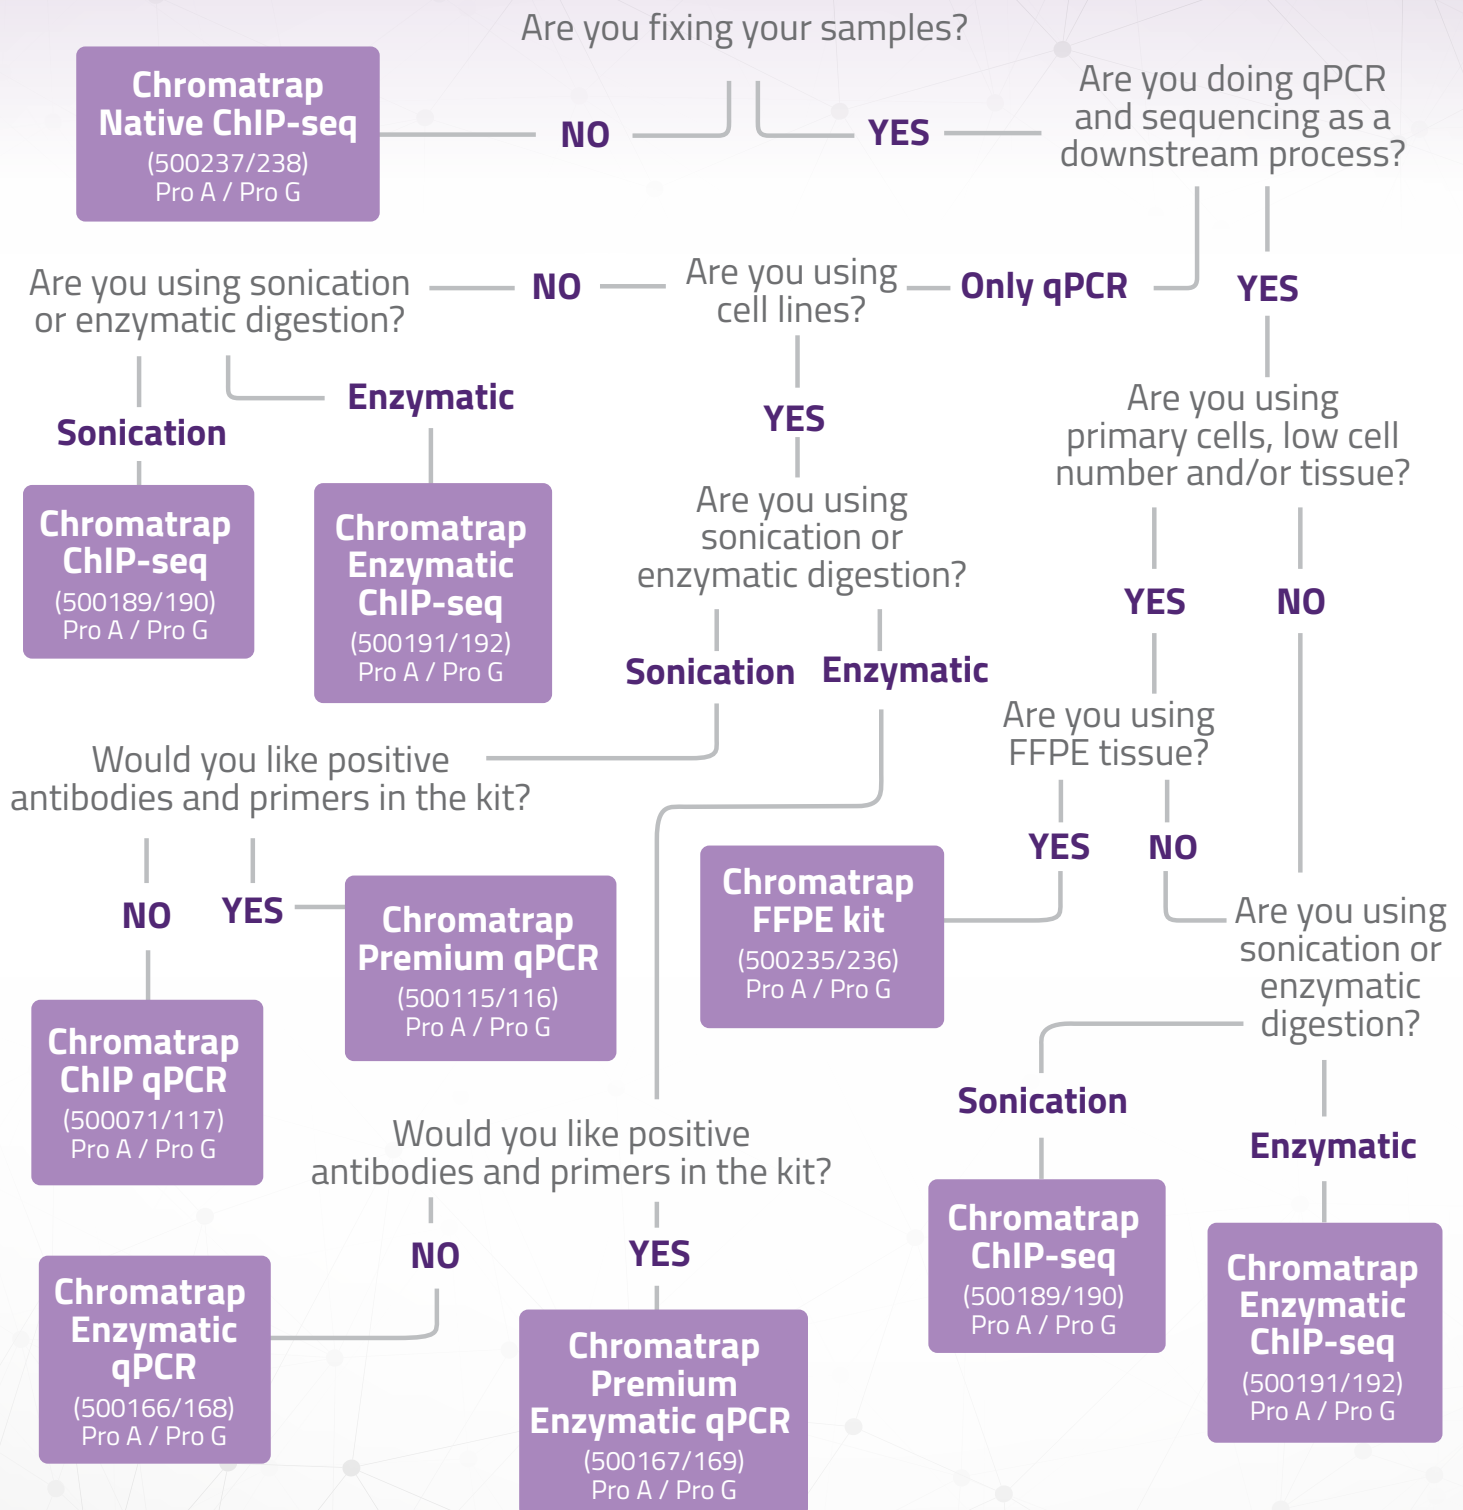 Are you fixing your samples?
Chromatrap
Native ChIP-seq
(500237/238)
Pro A / Pro G
NO
YES
Are you doing qPCR
and sequencing as a
downstream process?
Are you using sonication
or enzymatic digestion?
NO
Are you using
cell lines?
Only qPCR
YES
Sonication
Enzymatic
YES
Are you using
primary cells, low cell
number and/or tissue?
Chromatrap
ChIP-seq
(500189/190)
Pro A / Pro G
Chromatrap
Enzymatic
ChIP-seq
(500191/192)
Pro A / Pro G
Are you using
sonication or
enzymatic digestion?
YES
NO
Sonication
Enzymatic
Are you using
FFPE tissue?
Would you like positive
antibodies and primers in the kit?
YES
NO
NO
YES
Chromatrap
Premium qPCR
(500115/116)
Pro A / Pro G
Chromatrap
FFPE kit
(500235/236)
Pro A / Pro G
Are you using
sonication or
enzymatic
digestion?
Chromatrap
ChIP qPCR
(500071/117)
Pro A / Pro G
Sonication
Enzymatic
Would you like positive
antibodies and primers in the kit?
NO
YES
Chromatrap
ChIP-seq
(500189/190)
Pro A / Pro G
Chromatrap
Enzymatic
ChIP-seq
(500191/192)
Pro A / Pro G
Chromatrap
Enzymatic
qPCR
(500166/168)
Pro A / Pro G
Chromatrap
Premium
Enzymatic qPCR
(500167/169)
Pro A / Pro G